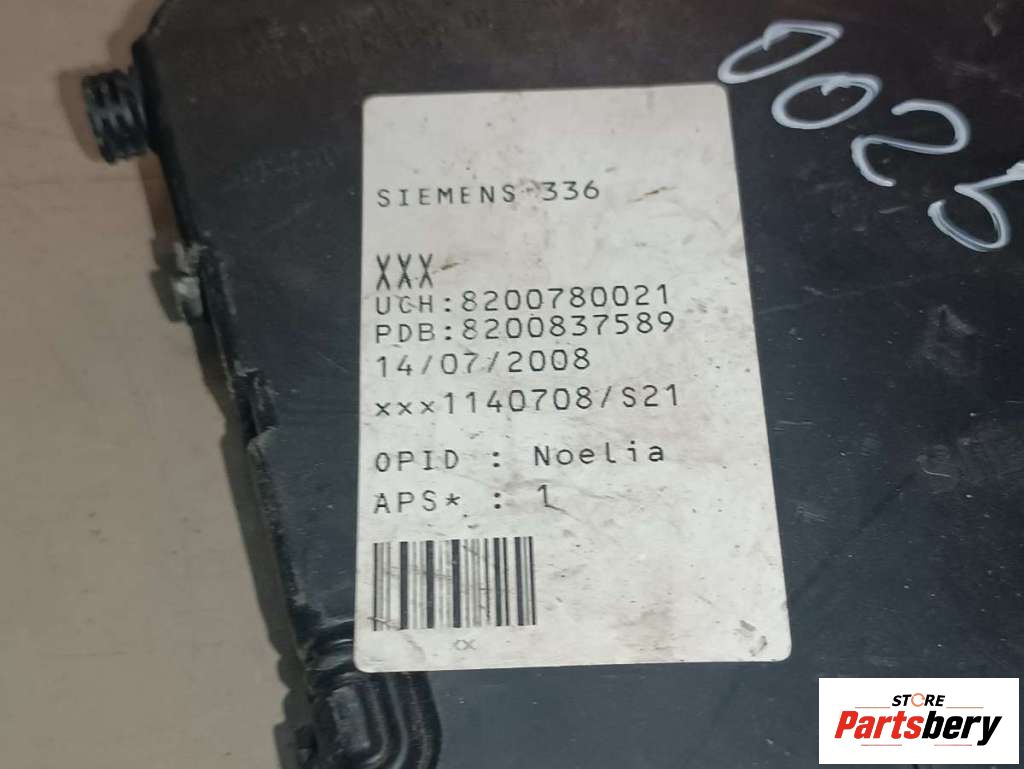 0025
SIEMENS 336
XXX
UCH:8200780021
PDB:8200837589
14/07/2008
xxx1140708/S21
OPID : Noelia
APS* : 1
xx
STORE
Partsbery